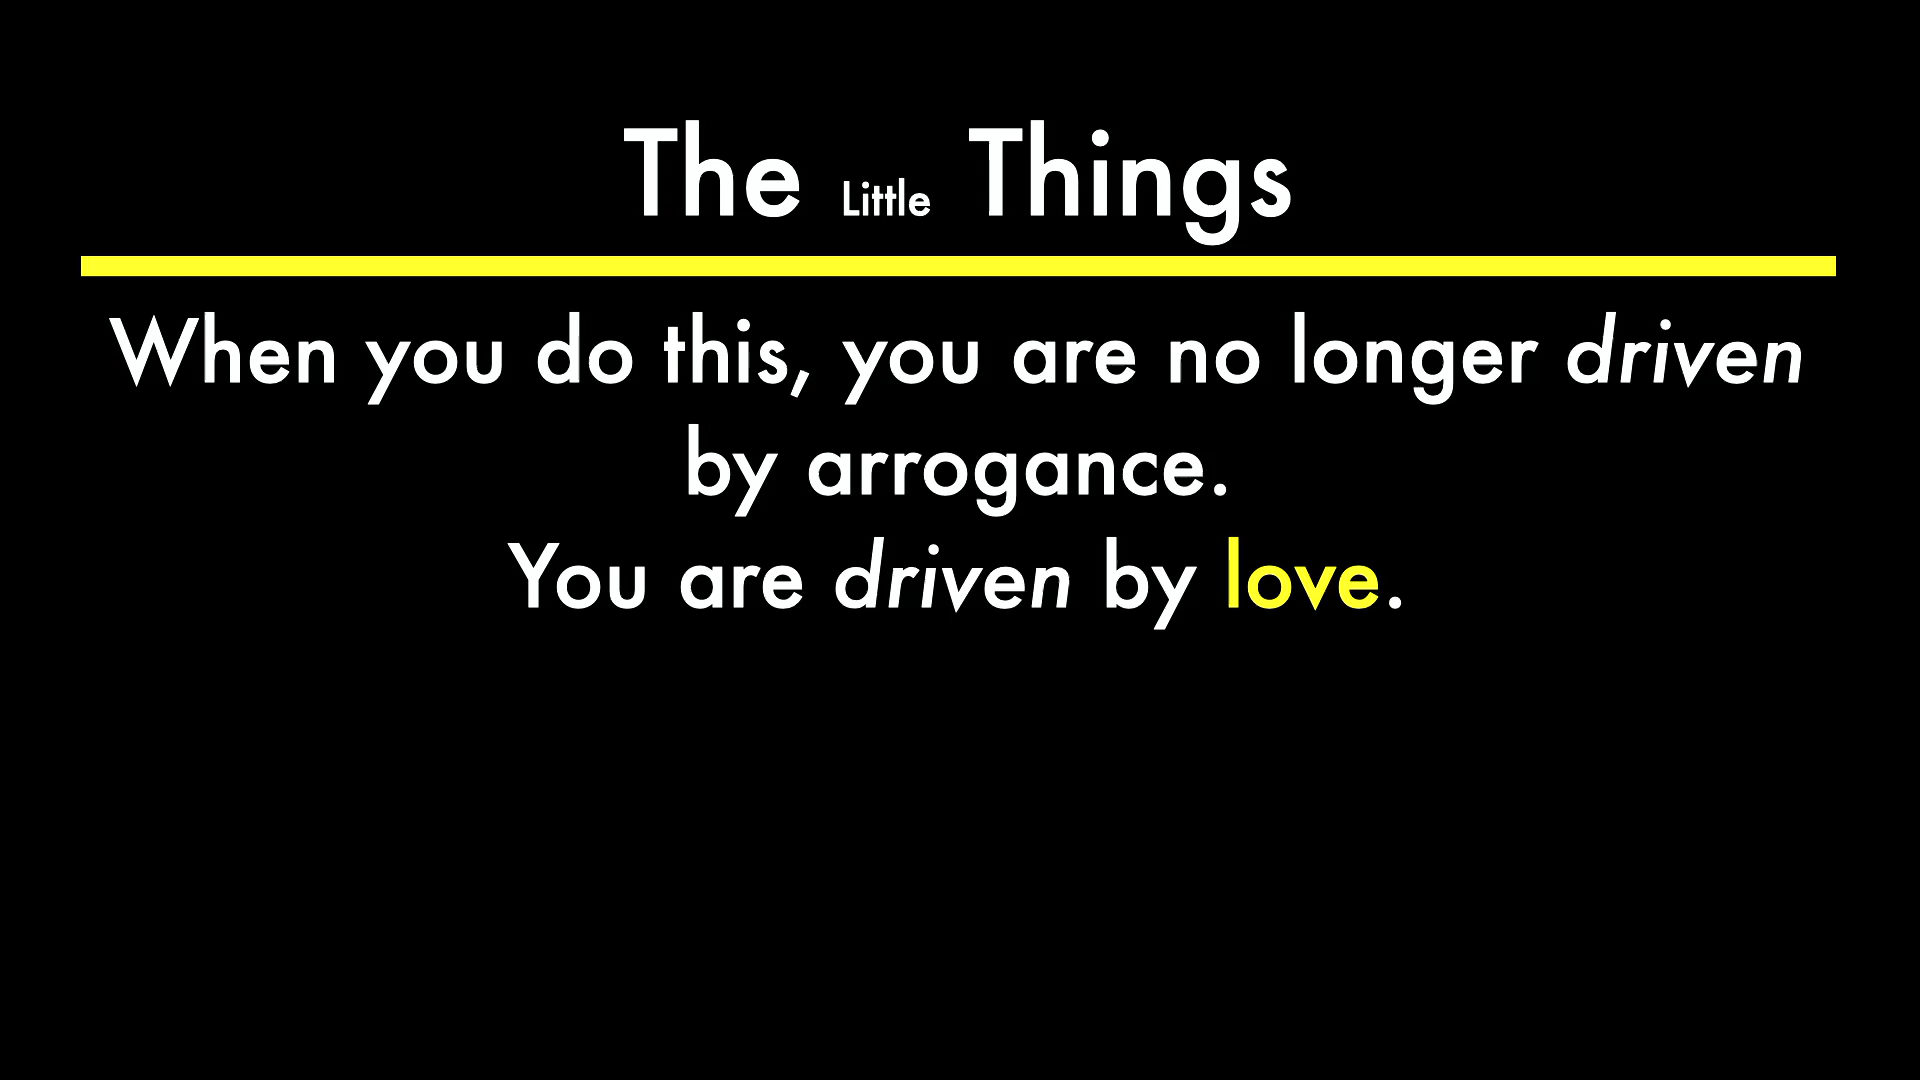 The Little Things
When you do this, you are no longer driven
by arrogance.
You are driven by love.